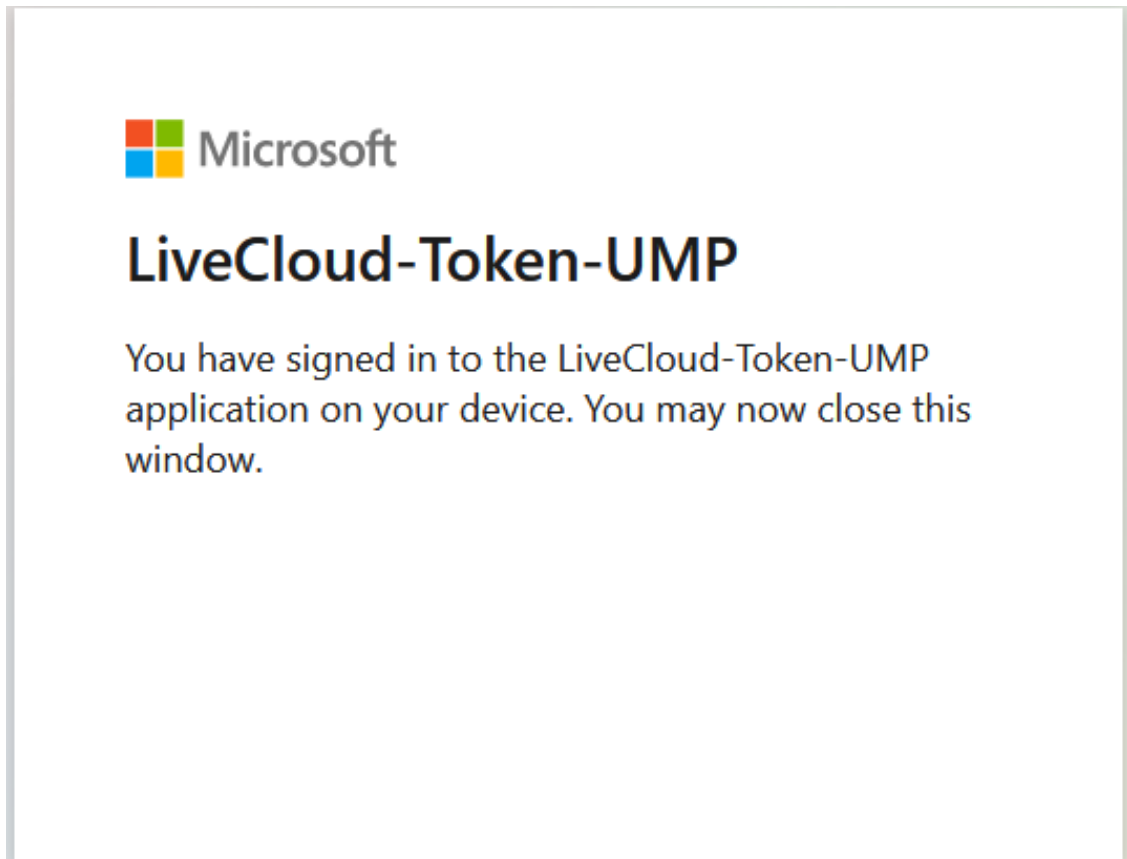 Microsoft
LiveCloud-Token-UMP
You have signed in to the LiveCloud-Token-UMP
application on your device. You may now close this
window.